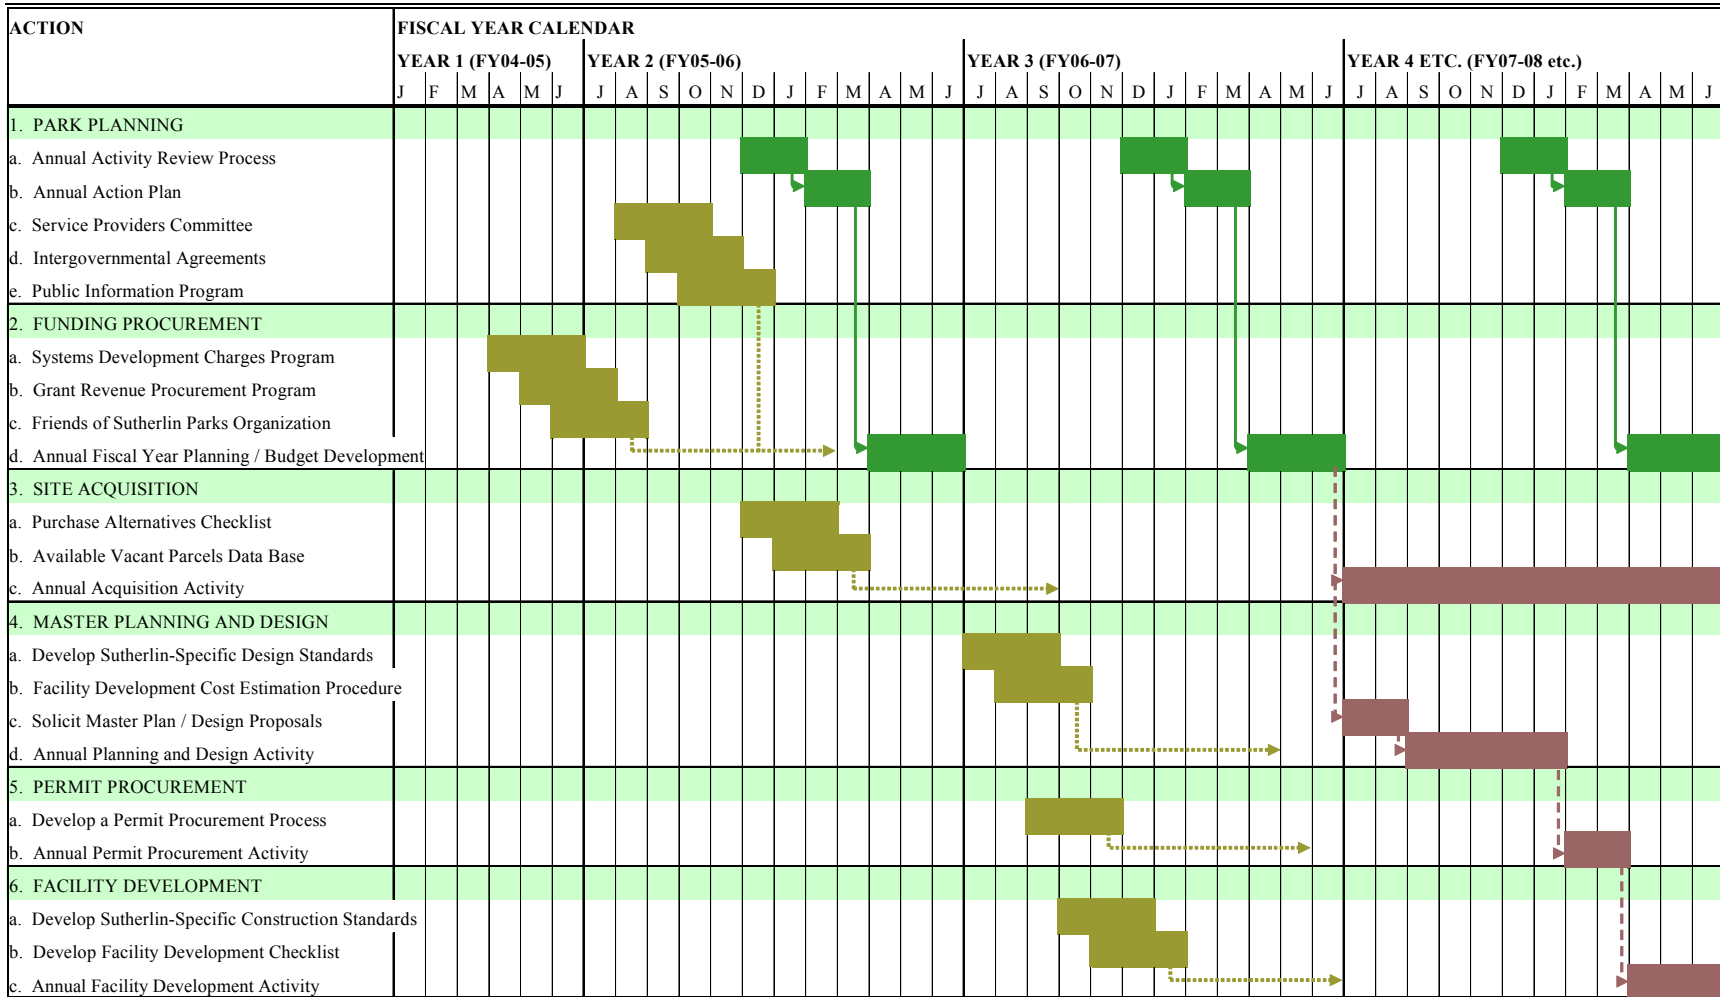 ACTION FISCAL YEAR CALENDAR
YEAR 1 (FY04-05) YEAR 2 (FY05-06) YEAR 3 (FY06-07) YEAR 4 ETC. (FY07-08 etc.)
J F M A M J J A S O N D J F M A M J J A S O N D J F M A M J J A S O N D J F M A M J
1. PARK PLANNING
a. Annual Activity Review Process
b. Annual Action Plan
c. Service Providers Committee
d. Intergovernmental Agreements
e. Public Information Program
2. FUNDING PROCUREMENT
a. Systems Development Charges Program
b. Grant Revenue Procurement Program
c. Friends of Sutherlin Parks Organization
d. Annual Fiscal Year Planning / Budget Development
3. SITE ACQUISITION
a. Purchase Alternatives Checklist
b. Available Vacant Parcels Data Base
c. Annual Acquisition Activity
4. MASTER PLANNING AND DESIGN
a. Develop Sutherlin-Specific Design Standards
b. Facility Development Cost Estimation Procedure
c. Solicit Master Plan / Design Proposals
d. Annual Planning and Design Activity
5. PERMIT PROCUREMENT
a. Develop a Permit Procurement Process
b. Annual Permit Procurement Activity
6. FACILITY DEVELOPMENT
a. Develop Sutherlin-Specific Construction Standards
b. Develop Facility Development Checklist
c. Annual Facility Development Activity